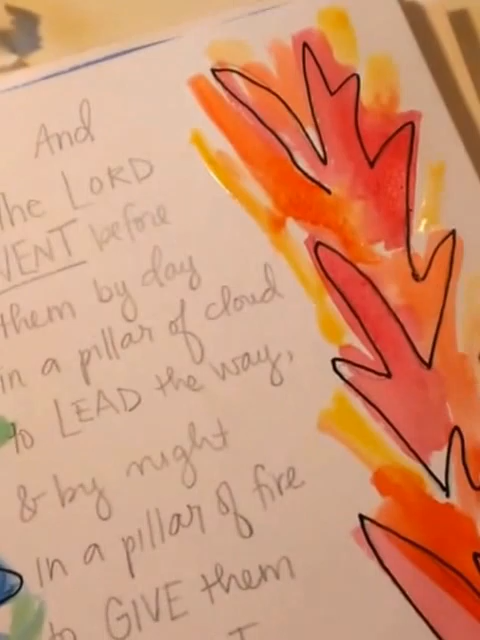 And
the LORD
WENT before
them by day
in a pillar of cloud
to LEAD the way,
& by night
in a pillar of fire
to GIVE them